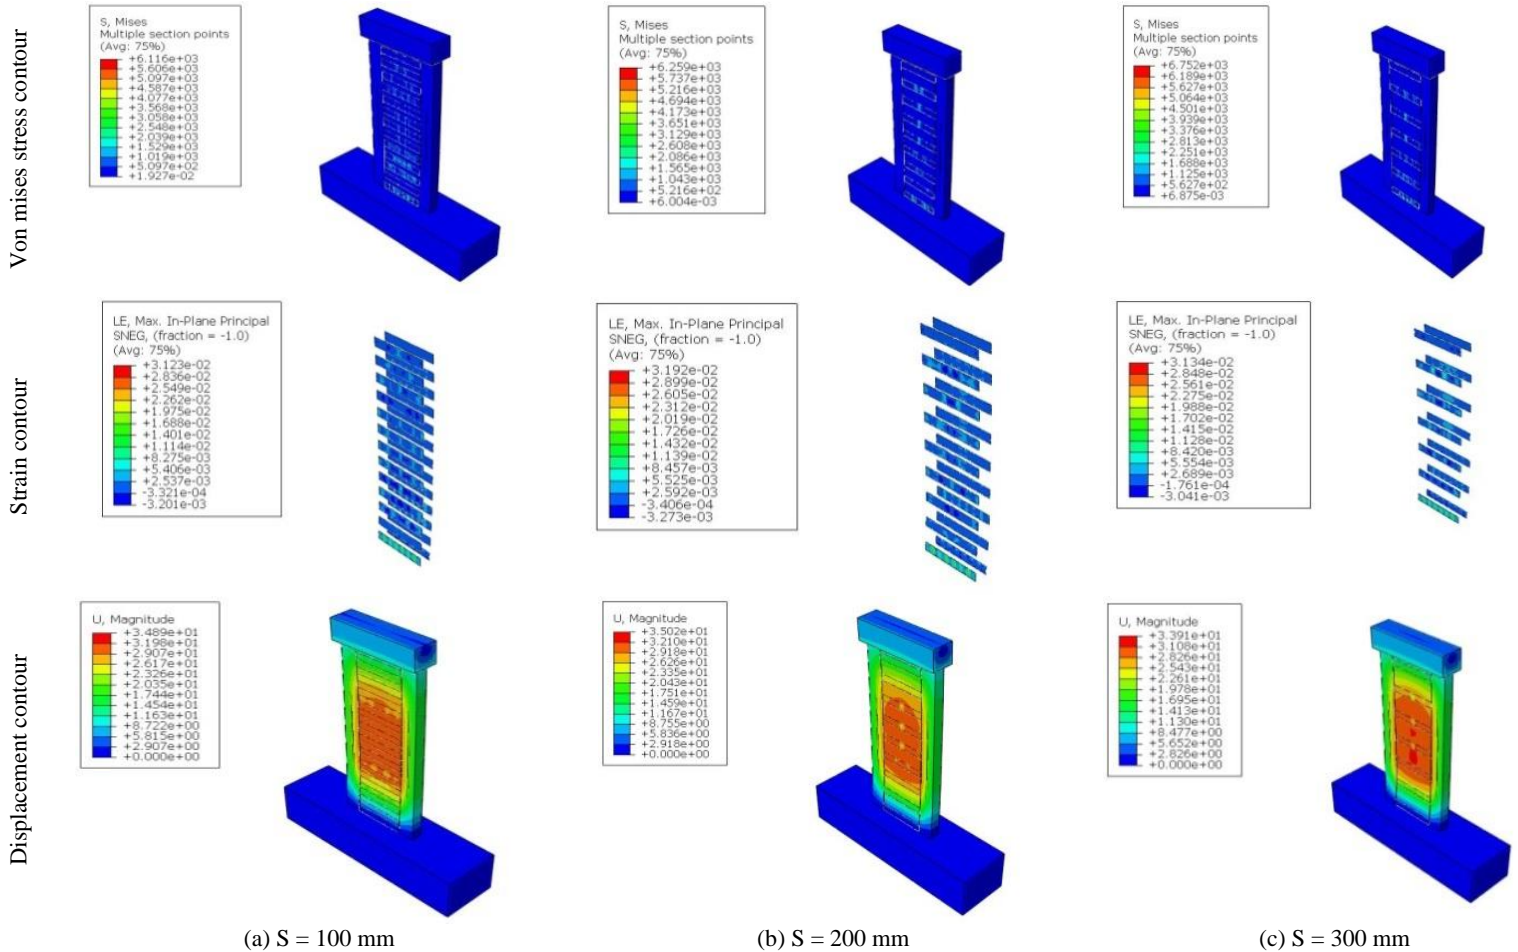 Von mises stress contour
S, Mises
Multiple section points
(Avg: 75%)
+6.116e+03
+5.606e+03
+5.097e+03
+4.587e+03
+4.077e+03
+3.568e+03
+3.058e+03
+2.548e+03
+2.039e+03
+1.529e+03
+1.019e+03
+5.097e+02
+1.927e-02
S, Mises
Multiple section points
(Avg: 75%)
+6.259e+03
+5.737e+03
+5.216e+03
+4.694e+03
+4.173e+03
+3.651e+03
+3.129e+03
+2.608e+03
+2.086e+03
+1.565e+03
+1.043e+03
+5.216e+02
+6.004e-03
S, Mises
Multiple section points
(Avg: 75%)
+6.752e+03
+6.189e+03
+5.627e+03
+5.064e+03
+4.501e+03
+3.939e+03
+3.376e+03
+2.813e+03
+2.251e+03
+1.688e+03
+1.125e+03
+5.627e+02
+6.875e-03
Strain contour
LE, Max. In-Plane Principal
SNEG, (fraction = -1.0)
(Avg: 75%)
+3.123e-02
+2.836e-02
+2.549e-02
+2.262e-02
+1.975e-02
+1.688e-02
+1.401e-02
+1.114e-02
+8.275e-03
+5.406e-03
+2.537e-03
-3.321e-04
-3.201e-03
LE, Max. In-Plane Principal
SNEG, (fraction = -1.0)
(Avg: 75%)
+3.192e-02
+2.899e-02
+2.605e-02
+2.312e-02
+2.019e-02
+1.726e-02
+1.432e-02
+1.139e-02
+8.457e-03
+5.525e-03
+2.592e-03
-3.406e-04
-3.273e-03
LE, Max. In-Plane Principal
SNEG, (fraction = -1.0)
(Avg: 75%)
+3.134e-02
+2.848e-02
+2.561e-02
+2.275e-02
+1.988e-02
+1.702e-02
+1.415e-02
+1.128e-02
+8.420e-03
+5.554e-03
+2.689e-03
-1.761e-04
-3.041e-03
Displacement contour
U, Magnitude
+3.489e+01
+3.198e+01
+2.907e+01
+2.617e+01
+2.326e+01
+2.035e+01
+1.744e+01
+1.454e+01
+1.163e+01
+8.722e+00
+5.815e+00
+2.907e+00
+0.000e+00
U, Magnitude
+3.502e+01
+3.210e+01
+2.918e+01
+2.626e+01
+2.335e+01
+2.043e+01
+1.751e+01
+1.459e+01
+1.167e+01
+8.755e+00
+5.836e+00
+2.918e+00
+0.000e+00
U, Magnitude
+3.391e+01
+3.108e+01
+2.826e+01
+2.543e+01
+2.261e+01
+1.978e+01
+1.695e+01
+1.413e+01
+1.130e+01
+8.477e+00
+5.652e+00
+2.826e+00
+0.000e+00
(a) S = 100 mm
(b) S = 200 mm
(c) S = 300 mm